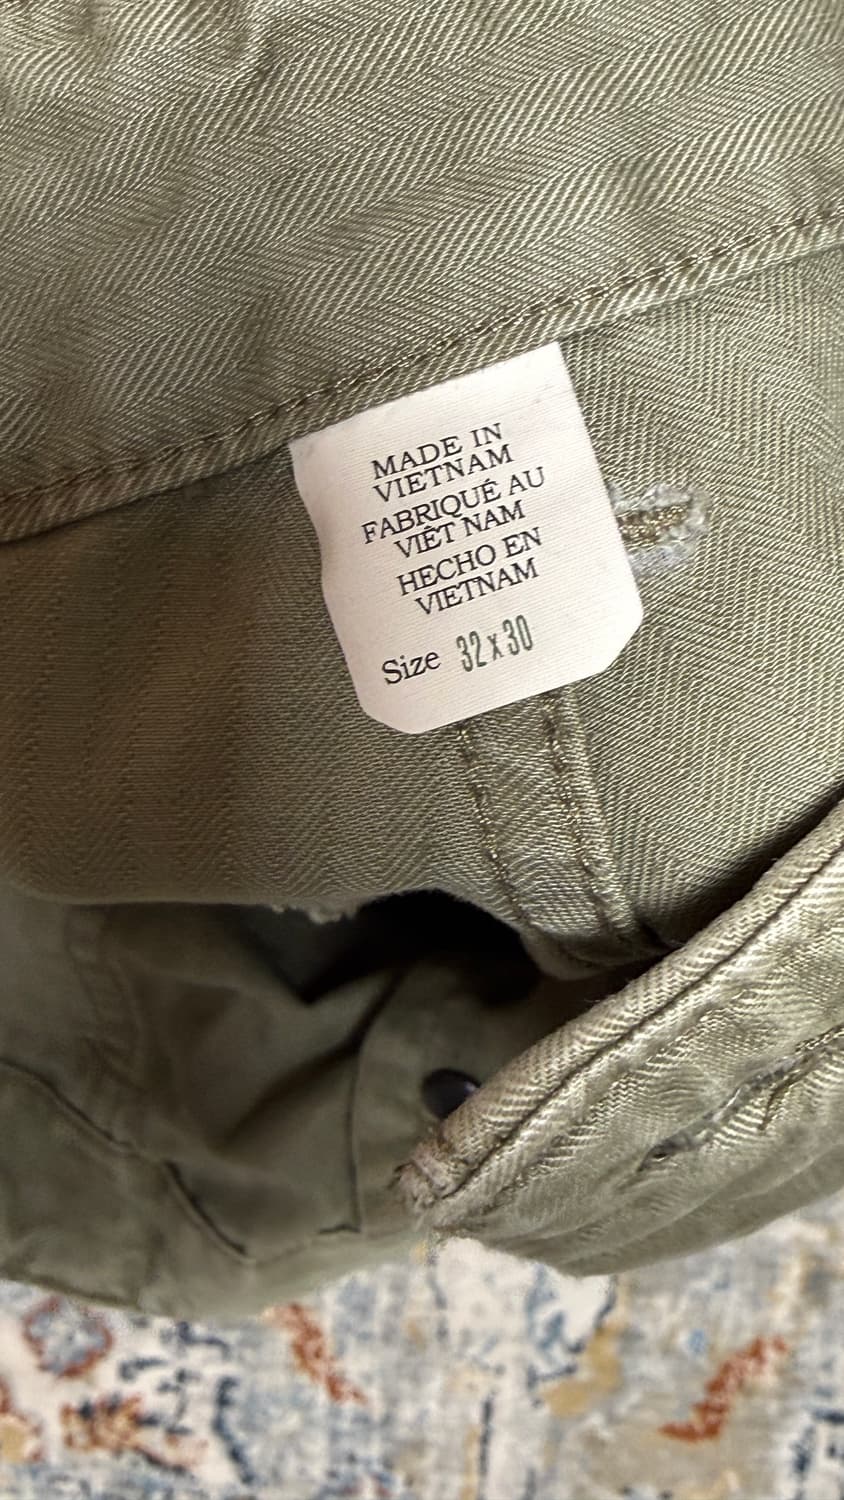 MADE IN
VIETNAM
FABRIQUÉ AU
VIÊT NAM
HECHO EN
VIETNAM
Size 32 x 30